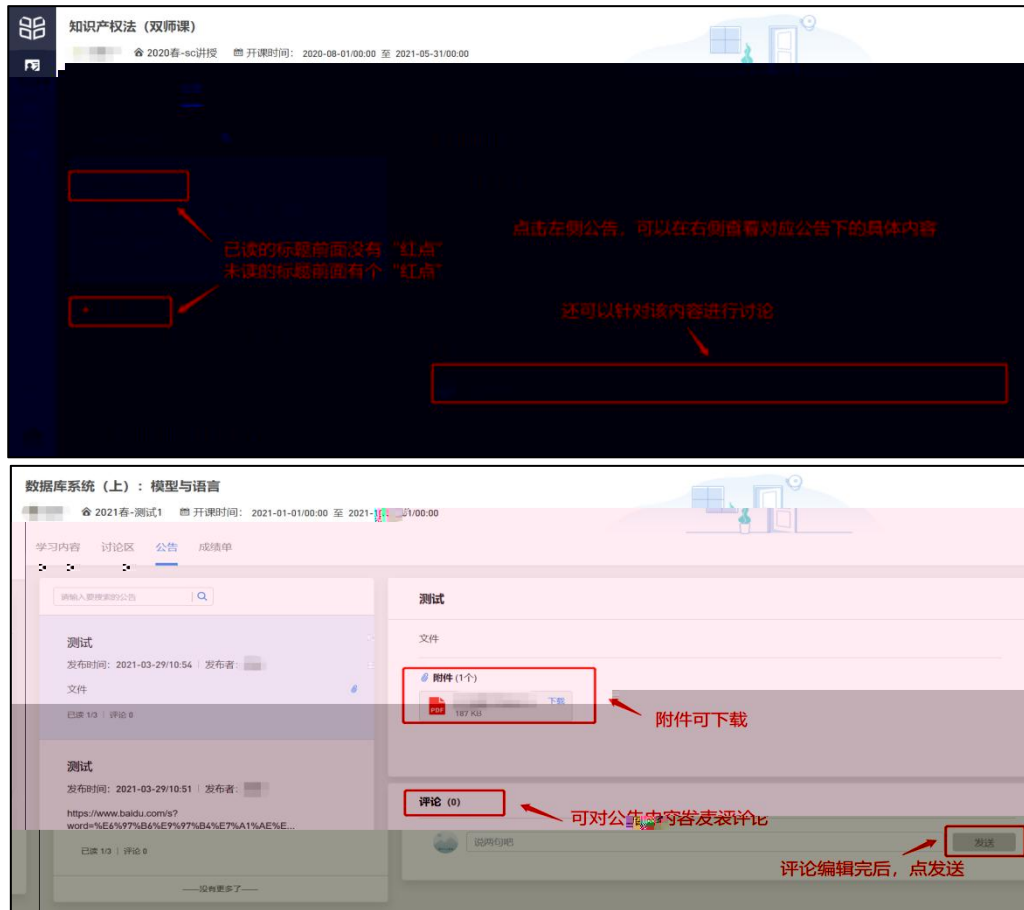 知识产权法（双师课）
2020春-sc讲授 开课时间： 2020-08-01/00:00 至 2021-05-31/00:00
点击左侧公告，可以在右侧查看对应公告下的具体内容
已读的标题前面没有“红点”
未读的标题前面有个“红点”
还可以针对该内容进行讨论
数据库系统（上）：模型与语言
2021春-测试1 开课时间： 2021-01-01/00:00 至 2021-
1/00:00
学习内容 讨论区 公告 成绩单
请输入要搜索的公告
测试
发布时间：2021-03-29/10:54 | 发布者：
文件
已读 1/3 | 评论 0
测试
发布时间：2021-03-29/10:51 | 发布者：
https://www.baidu.com/s?
word=%E6%97%B6%E9%97%B4%E7%A1%AE%E...
已读 1/3 | 评论 0
——没有更多了——
测试
文件
附件 (1个)
PDF
下载
187 KB
附件可下载
评论 (0)
可对公告内容发表评论
说两句吧
发送
评论编辑完后，点发送